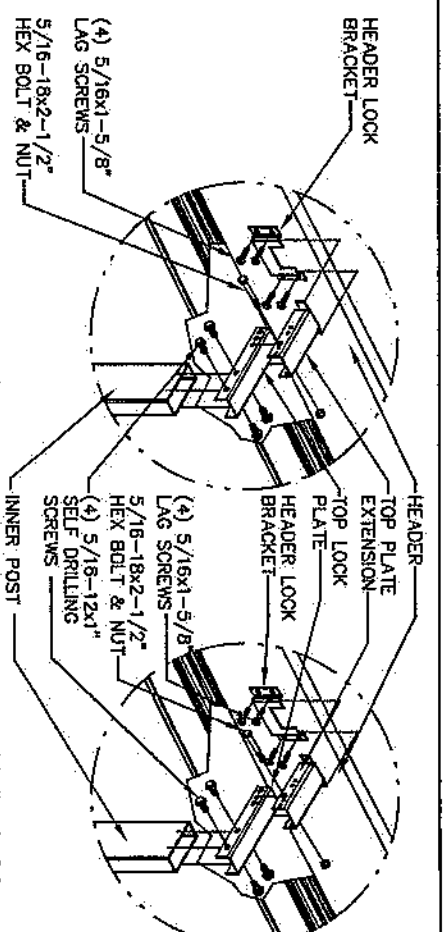 HEADER LOCK
BRACKET
(4) 5/16x1-5/8"
LAG SCREWS
5/16-18x2-1/2"
HEX BOLT & NUT
HEADER
TOP PLATE
EXTENSION
TOP LOCK
PLATE
HEADER LOCK
BRACKET
(4) 5/16x1-5/8"
LAG SCREWS
5/16-18x2-1/2"
HEX BOLT & NUT
(4) 5/16-12x1"
SELF DRILLING
SCREWS
INNER POST